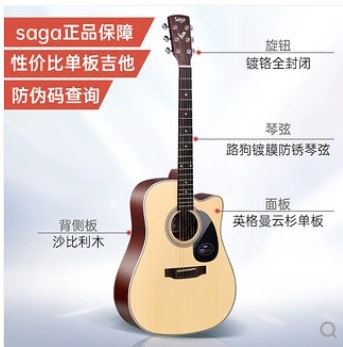 saga正品保障
性价比单板吉他
防伪码查询
Saga
旋钮
镀铬全封闭
琴弦
路狗镀膜防锈琴弦
面板
英格曼云杉单板
背侧板
沙比利木